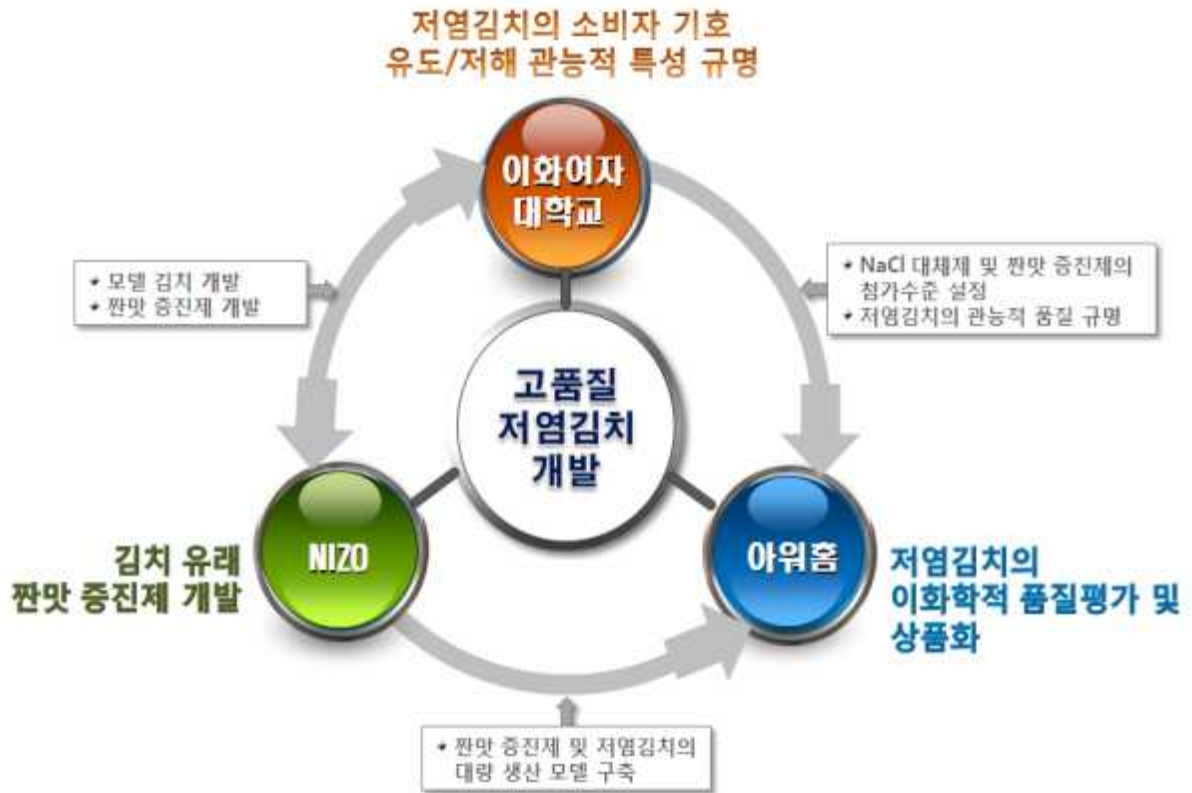 저염김치의 소비자 기호
유도/저해 관능적 특성 규명
이화여자
대학교
• 모델 김치 개발
• 짠맛 증진제 개발
• NaCl 대체제 및 짠맛 증진제의
첨가수준 설정
• 저염김치의 관능적 품질 규명
고품질
저염김치
개발
NIZO
김치 유래
짠맛 증진제 개발
아워홈
저염김치의
이화학적 품질평가 및
상품화
• 짠맛 증진제 및 저염김치의
대량 생산 모델 구축